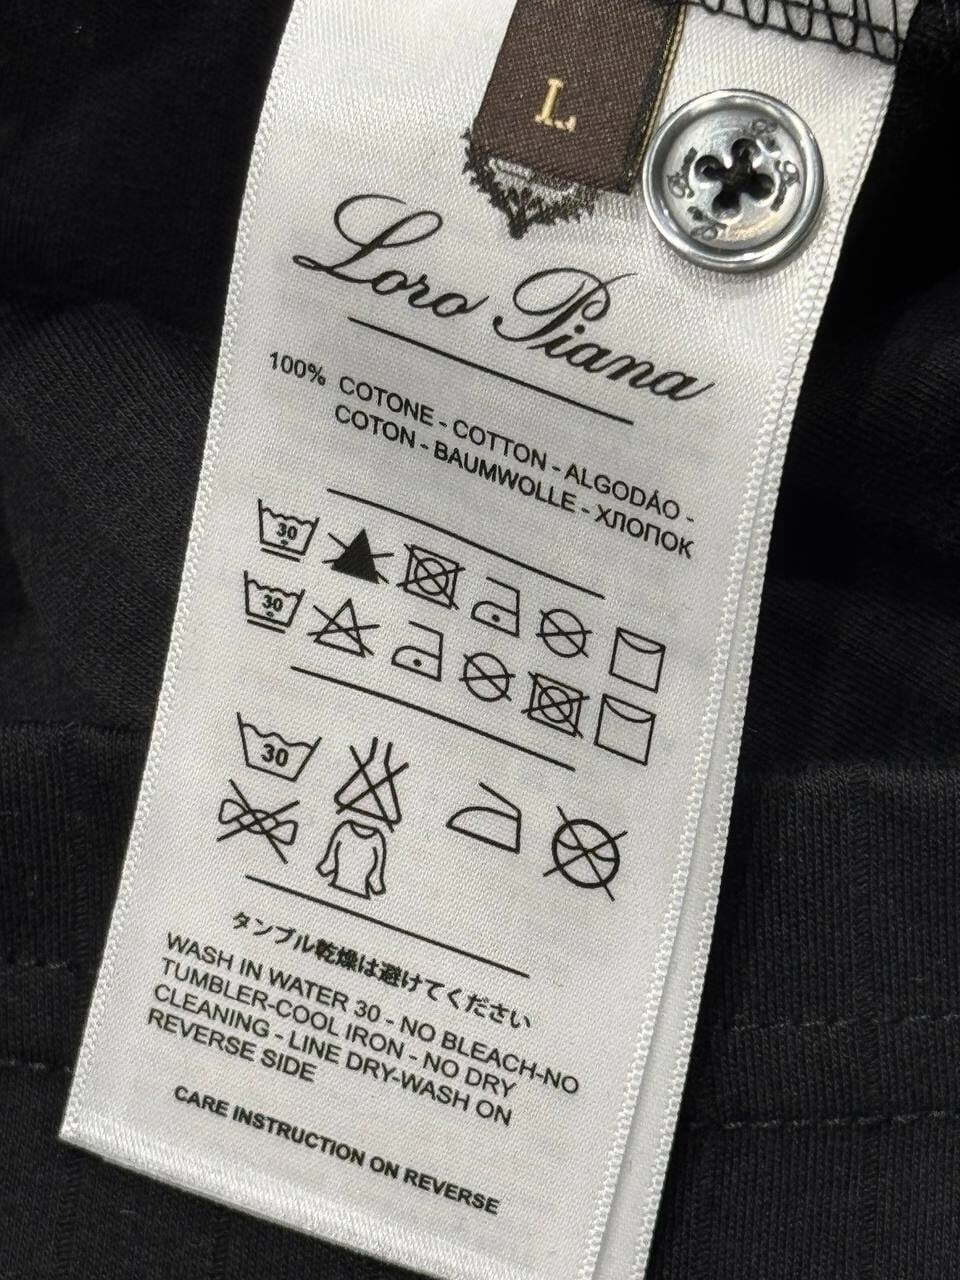 L
Loro Piana
100% COTONE - COTTON - ALGODÁO -
COTON - BAUMWOLLE - ХЛОПОК
30
30
30
タンブル乾燥は避けてください
WASH IN WATER 30 - NO BLEACH-NO
TUMBLER-COOL IRON - NO DRY
CLEANING - LINE DRY-WASH ON
REVERSE SIDE
CARE INSTRUCTION ON REVERSE